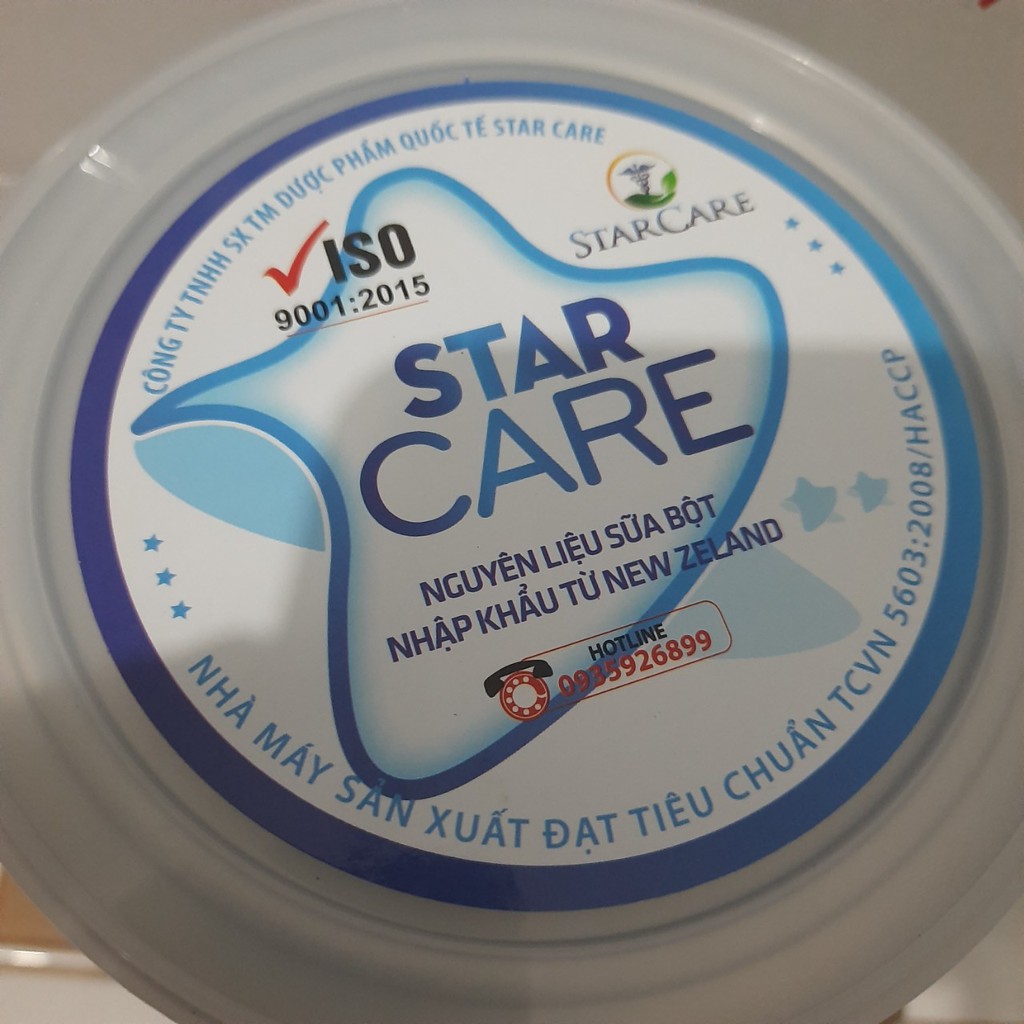 CÔNG TY TNHH SX TM DƯỢC PHẨM QUỐC TẾ STAR CARE
STARCARE
ISO
9001:2015
STAR
CARE
NGUYÊN LIỆU SỮA BỘT
NHẬP KHẨU TỪ NEW ZELAND
HOTLINE
0935926899
NHÀ MÁY SẢN XUẤT ĐẠT TIÊU CHUẨN TCVN 5603:2008/HACCP